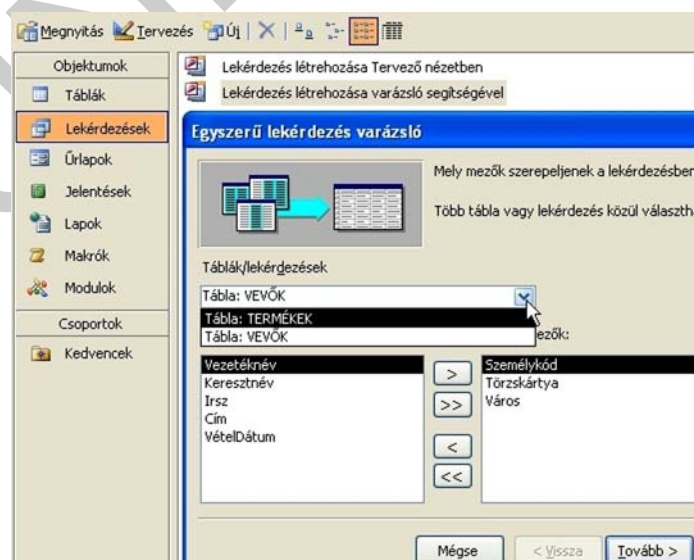 Megnyitás Tervezés Új
Objektumok
Táblák
Lekérdezések
Űrlapok
Jelentések
Lapok
Makrók
Modulok
Csoportok
Kedvencek
Lekérdezés létrehozása Tervező nézetben
Lekérdezés létrehozása varázsló segítségével
Egyszerű lekérdezés varázsló
Mely mezők szerepeljenek a lekérdezésben
Több tábla vagy lekérdezés közül választh
Táblák/lekérdezések
Tábla: VEVŐK
Tábla: TERMÉKEK
Tábla: VEVŐK
ezők:
Vezetéknév
Keresztnév
Irsz
Cím
VételDátum
>
>>
<
<<
Személykód
Törzskártya
Város
Mégse
< Vissza
Tovább >